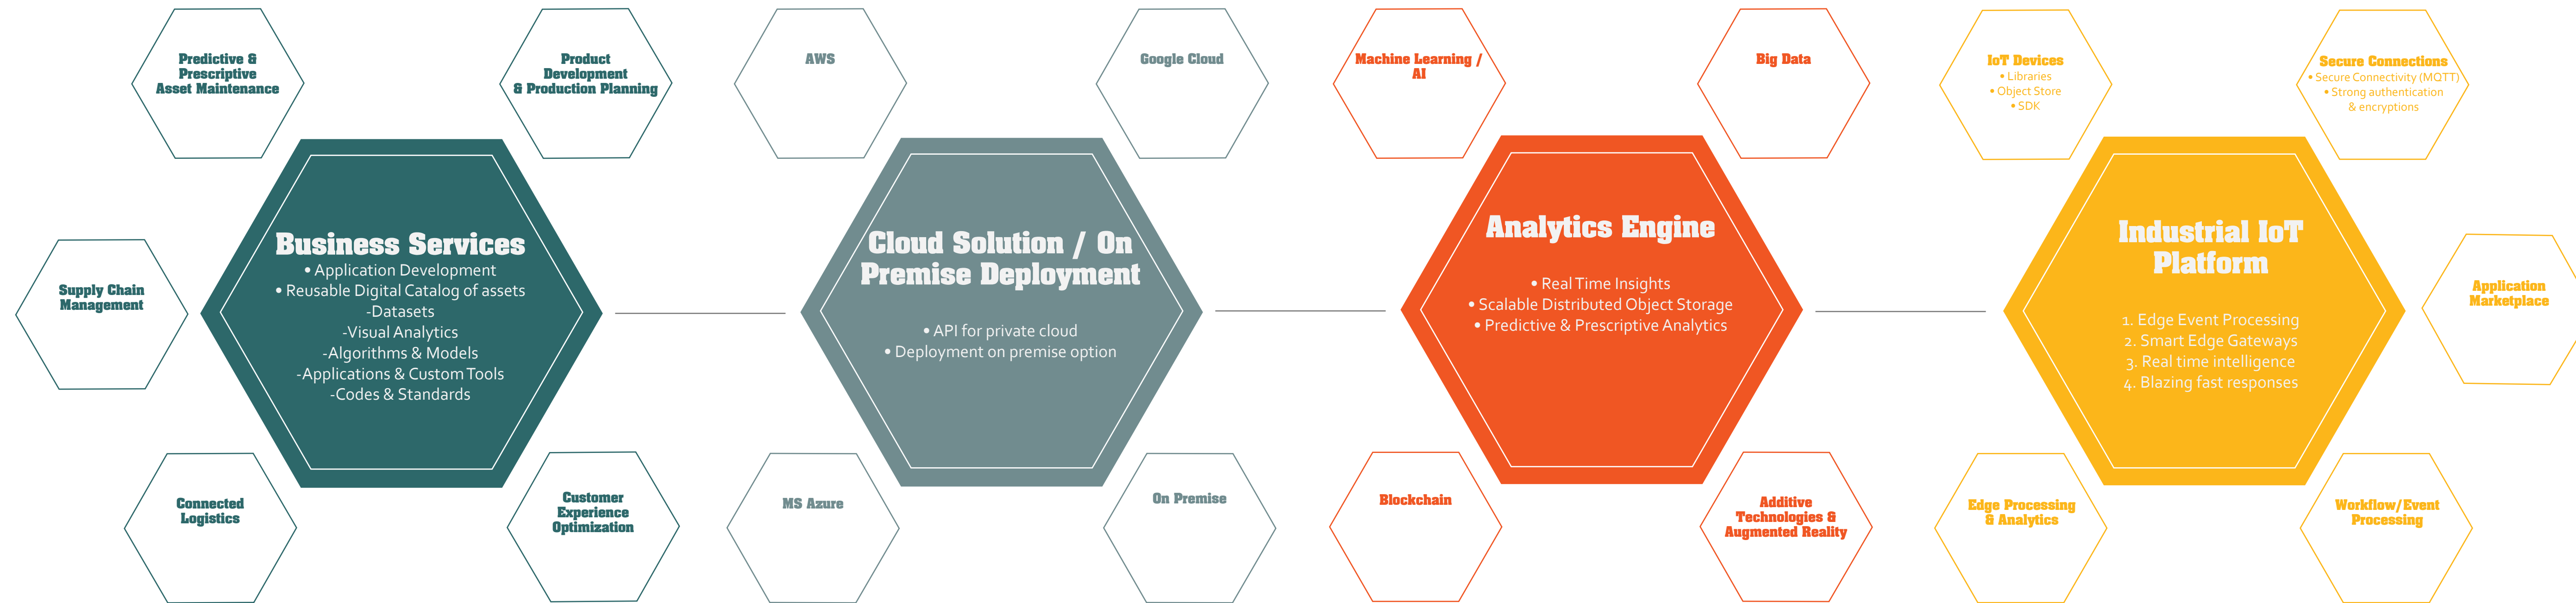 Predictive &
Prescriptive
Asset Maintenance
Product
Development
& Production Planning
Supply Chain
Management
Business Services
• Application Development
• Reusable Digital Catalog of assets
-Datasets
-Visual Analytics
-Algorithms & Models
-Applications & Custom Tools
-Codes & Standards
Connected
Logistics
Customer
Experience
Optimization
AWS
Google Cloud
Cloud Solution / On
Premise Deployment
• API for private cloud
• Deployment on premise option
MS Azure
On Premise
Machine Learning /
AI
Big Data
Analytics Engine
• Real Time Insights
• Scalable Distributed Object Storage
• Predictive & Prescriptive Analytics
Blockchain
Additive
Technologies &
Augmented Reality
IoT Devices
• Libraries
• Object Store
• SDK
Secure Connections
• Secure Connectivity (MQTT)
• Strong authentication
& encryptions
Industrial IoT
Platform
1. Edge Event Processing
2. Smart Edge Gateways
3. Real time intelligence
4. Blazing fast responses
Application
Marketplace
Edge Processing
& Analytics
Workflow/Event
Processing